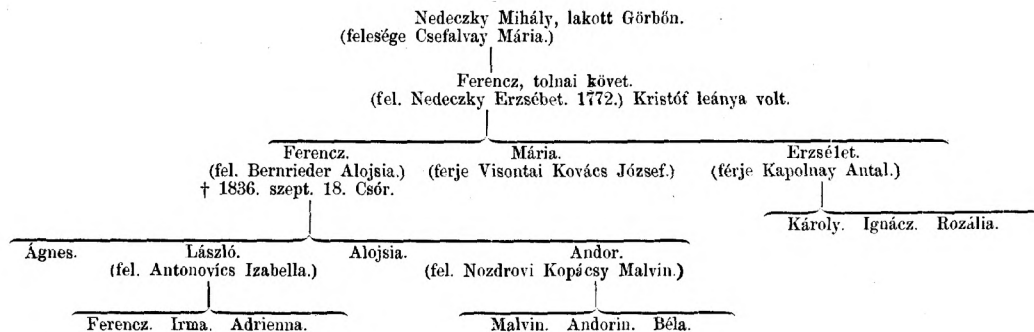 Nedeczky Mihály, lakott Görbőn.
(felesége Csefalvay Mária.)
Ferencz, tolnai követ.
(fel. Nedeczky Erzsébet. 1772.) Kristóf leánya volt.
Ferencz. Mária. Erzsélet.
(fel. Bernrieder Alojsia.) (ferje Visontai Kovács József.) (férje Kapolnay Antal.)
† 1836. szept. 18. Csór.
Károly. Ignácz. Rozália.
Ágnes. László. Alojsia. Andor.
(fel. Antonovics Izabella.) (fel. Nozdrovi Kopácsy Malvin.)
Ferencz. Irma. Adrienna. Malvin. Andorin. Béla.